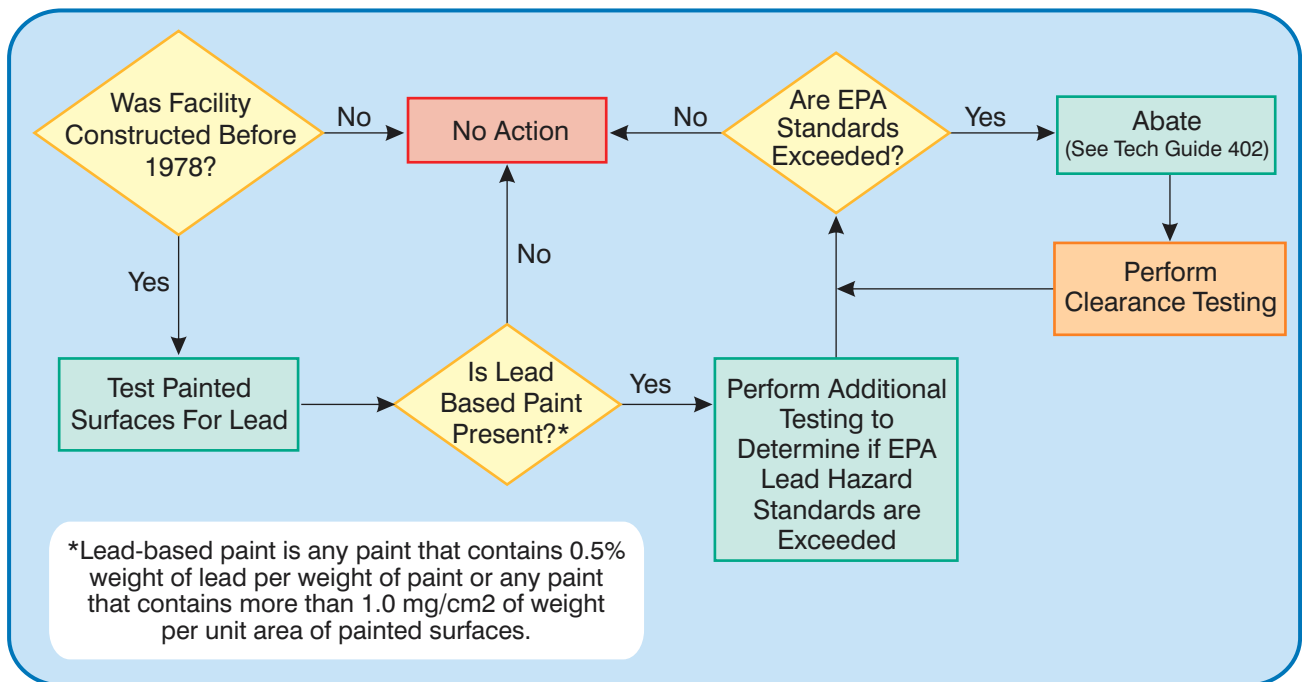 Was Facility
Constructed Before
1978?
No
No Action
No
Are EPA
Standards
Exceeded?
Yes
Abate
(See Tech Guide 402)
Yes
No
Perform
Clearance Testing
Test Painted
Surfaces For Lead
Is Lead
Based Paint
Present?*
Yes
Perform Additional
Testing to
Determine if EPA
Lead Hazard
Standards are
Exceeded
*Lead-based paint is any paint that contains 0.5%
weight of lead per weight of paint or any paint
that contains more than 1.0 mg/cm2 of weight
per unit area of painted surfaces.